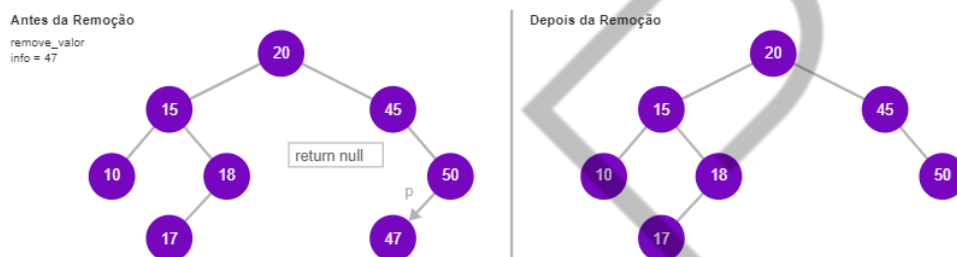 Antes da Remoção
remove_valor
info = 47
20
15
45
return null
10
18
50
p
17
47
Depois da Remoção
20
15
45
10
18
50
17